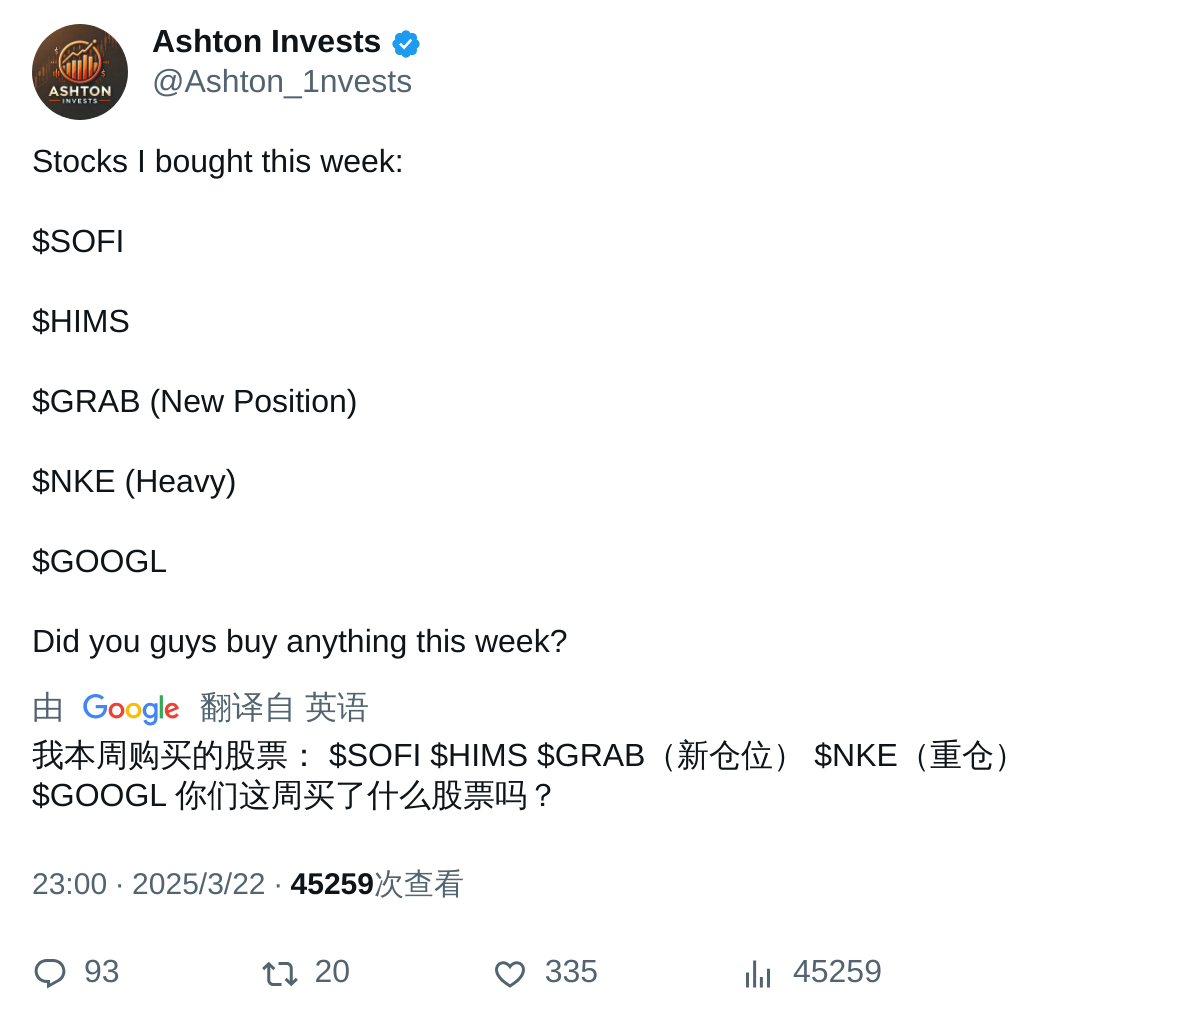 ASHTON
INVESTS
Ashton Invests
@Ashton_1nvests
Stocks I bought this week:
$SOFI
$HIMS
$GRAB (New Position)
$NKE (Heavy)
$GOOGL
Did you guys buy anything this week?
由 Google 翻译自 英语
我本周购买的股票： $SOFI $HIMS $GRAB（新仓位） $NKE（重仓）
$GOOGL 你们这周买了什么股票吗？
23:00 · 2025/3/22 · 45259次查看
93 20 335 45259